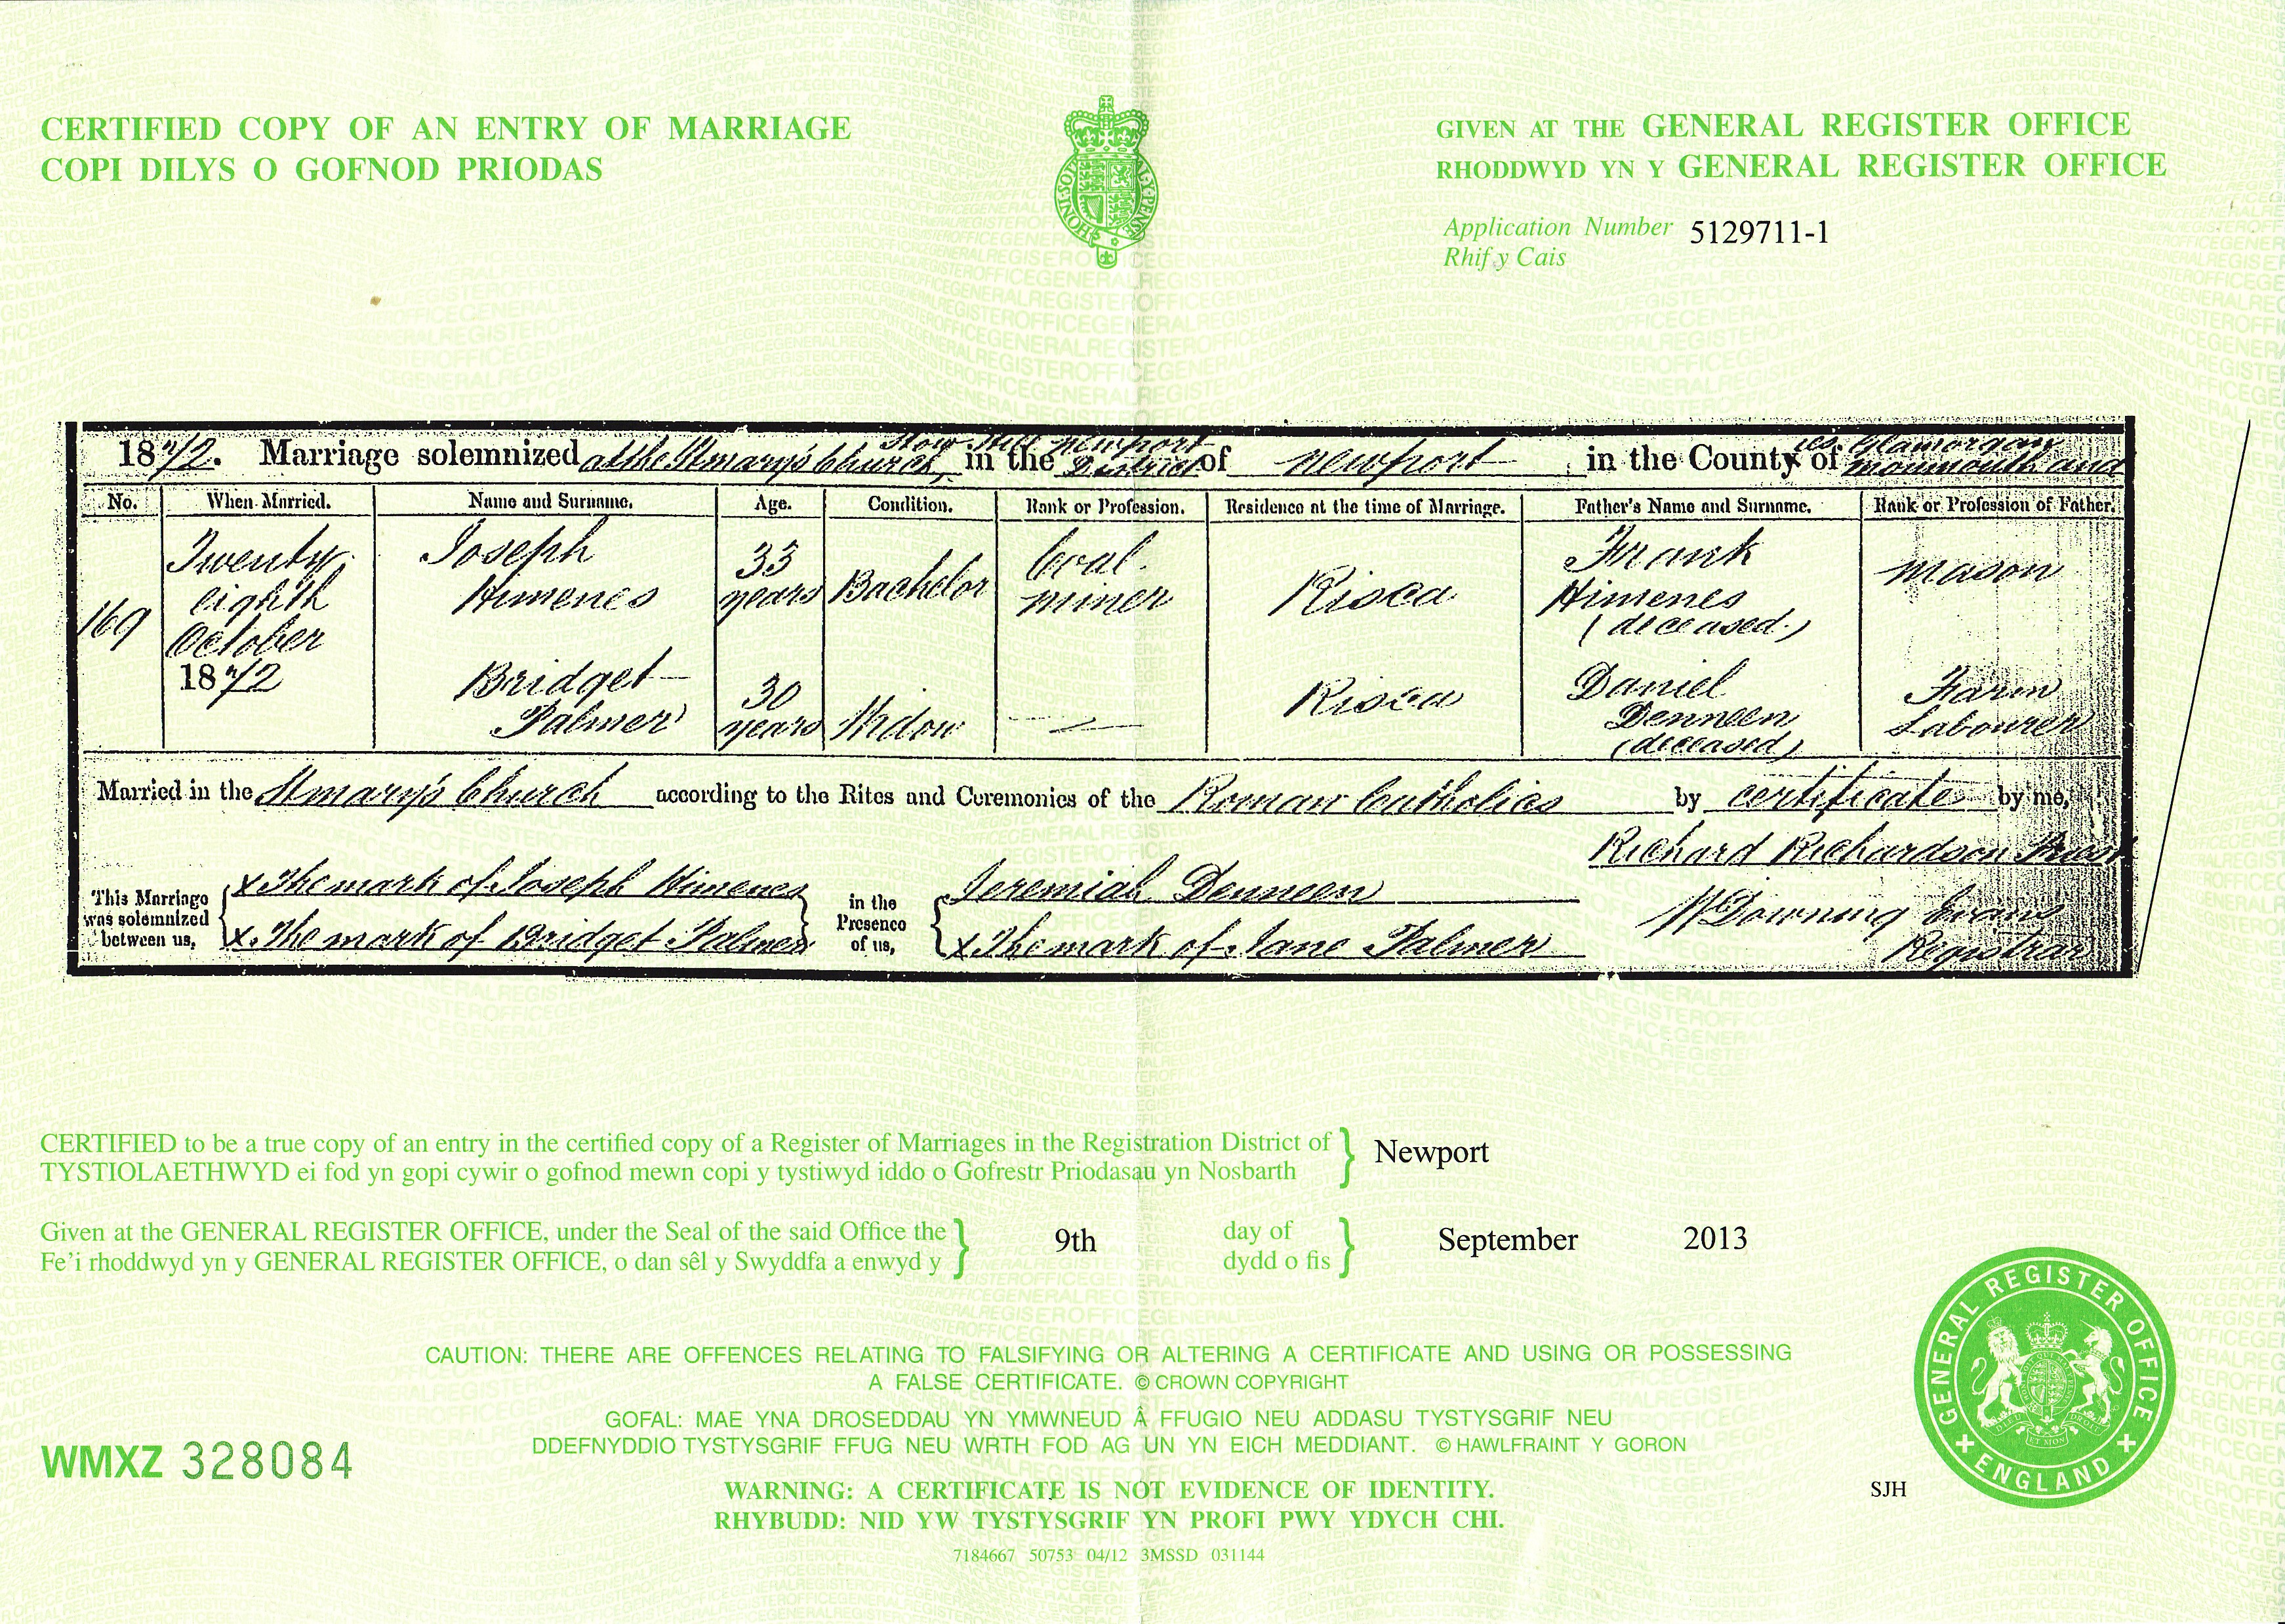 CERTIFIED COPY OF AN ENTRY OF MARRIAGE
COPI DILYS O GOFNOD PRIODAS
GIVEN AT THE GENERAL REGISTER OFFICE
RHODDWYD YN Y GENERAL REGISTER OFFICE
Application Number 5129711-1
Rhif y Cais
HONI·SOIT·QUI·MAL·Y·PENSE
Stow Hill Newport
ies Glamorgan
1872. Marriage solemnized at the St mary's Church, in the District of Newport in the County of monmouth and
No. When Married. Name and Surname. Age. Condition. Rank or Profession. Residence at the time of Marriage. Father's Name and Surname. Rank or Profession of Father.
169 Twenty eighth October 1872
Joseph Himenes 33 years Bachelor Coal miner Risca Frank Himenes (deceased) mason
Bridget Palmer 30 years Widow — Risca Daniel Denneen (deceased) Farm Labourer
Married in the St mary's Church according to the Rites and Ceremonies of the Roman Catholics by certificate by me,
Richard Richardson Priest
This Marriage was solemnized between us, X The mark of Joseph Himenes
X The mark of Bridget Palmer
in the Presence of us, Jeremiah Denneen
X The mark of Jane Palmer
W Downing Evans
Registrar
CERTIFIED to be a true copy of an entry in the certified copy of a Register of Marriages in the Registration District of Newport
TYSTIOLAETHWYD ei fod yn gopi cywir o gofnod mewn copi y tystiwyd iddo o Gofrestr Priodasau yn Nosbarth
Given at the GENERAL REGISTER OFFICE, under the Seal of the said Office the 9th day of September 2013
Fe'i rhoddwyd yn y GENERAL REGISTER OFFICE, o dan sêl y Swyddfa a enwyd y dydd o fis
CAUTION: THERE ARE OFFENCES RELATING TO FALSIFYING OR ALTERING A CERTIFICATE AND USING OR POSSESSING
A FALSE CERTIFICATE. © CROWN COPYRIGHT
GOFAL: MAE YNA DROSEDDAU YN YMWNEUD Â FFUGIO NEU ADDASU TYSTYSGRIF NEU
DDEFNYDDIO TYSTYSGRIF FFUG NEU WRTH FOD AG UN YN EICH MEDDIANT. © HAWLFRAINT Y GORON
WMXZ 328084
WARNING: A CERTIFICATE IS NOT EVIDENCE OF IDENTITY.
RHYBUDD: NID YW TYSTYSGRIF YN PROFI PWY YDYCH CHI.
7184667 50753 04/12 3MSSD 031144
SJH
GENERAL REGISTER OFFICE
ENGLAND